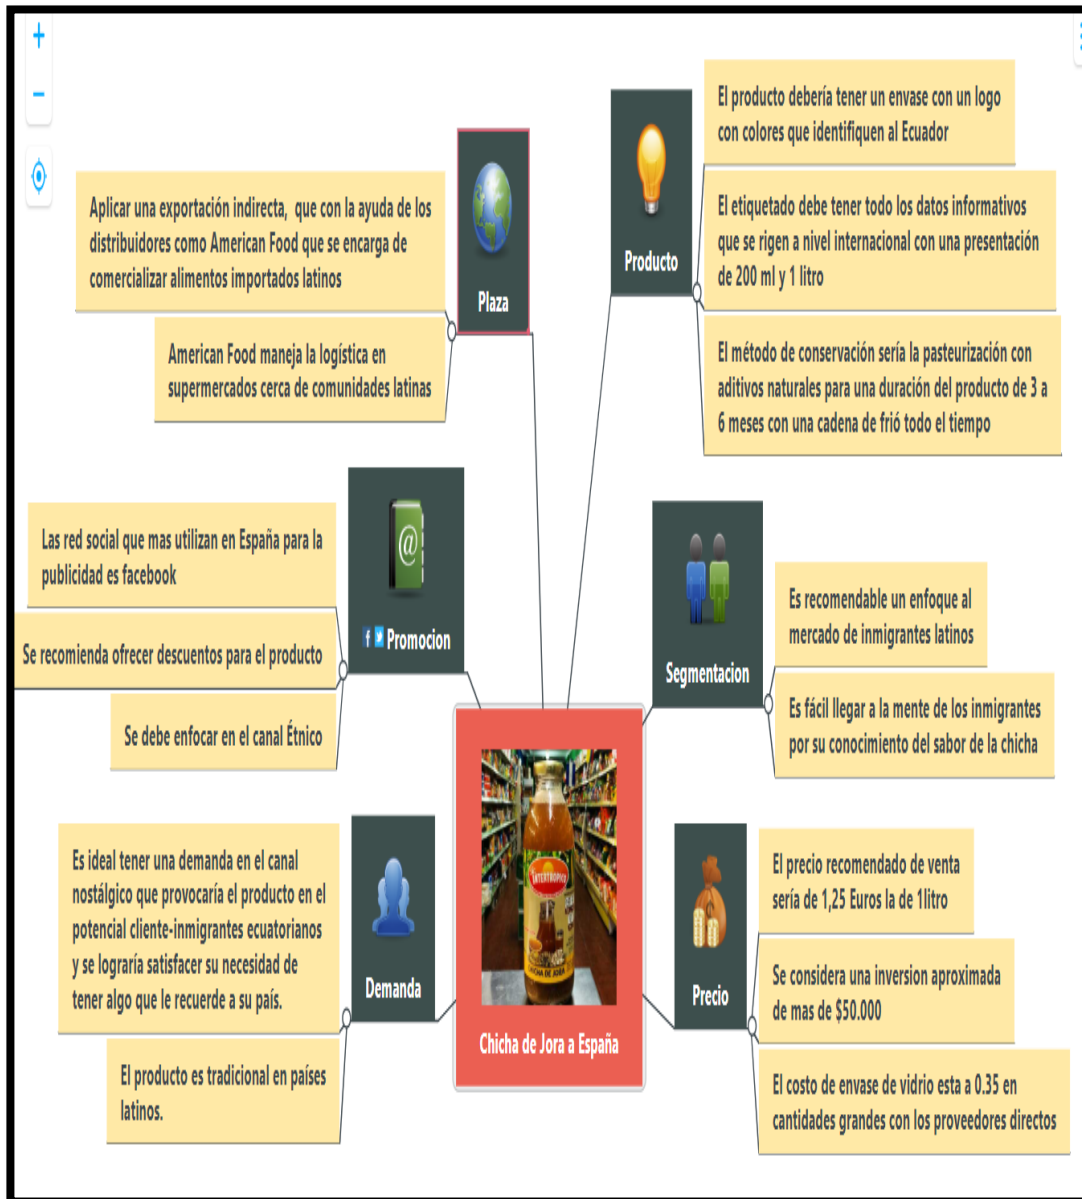 Plaza
Aplicar una exportación indirecta, que con la ayuda de los
distribuidores como American Food que se encarga de
comercializar alimentos importados latinos
American Food maneja la logística en
supermercados cerca de comunidades latinas
Producto
El producto debería tener un envase con un logo
con colores que identifiquen al Ecuador
El etiquetado debe tener todo los datos informativos
que se rigen a nivel internacional con una presentación
de 200 ml y 1 litro
El método de conservación sería la pasteurización con
aditivos naturales para una duración del producto de 3 a
6 meses con una cadena de frió todo el tiempo
Promocion
Las red social que mas utilizan en España para la
publicidad es facebook
Se recomienda ofrecer descuentos para el producto
Se debe enfocar en el canal Étnico
Segmentacion
Es recomendable un enfoque al
mercado de inmigrantes latinos
Es fácil llegar a la mente de los inmigrantes
por su conocimiento del sabor de la chicha
Demanda
Es ideal tener una demanda en el canal
nostálgico que provocaría el producto en el
potencial cliente-inmigrantes ecuatorianos
y se lograría satisfacer su necesidad de
tener algo que le recuerde a su país.
El producto es tradicional en países
latinos.
Precio
El precio recomendado de venta
sería de 1,25 Euros la de 1litro
Se considera una inversion aproximada
de mas de $50.000
El costo de envase de vidrio esta a 0.35 en
cantidades grandes con los proveedores directos
INTERTROPICO
CHICHA DE JORA
Chicha de Jora a España